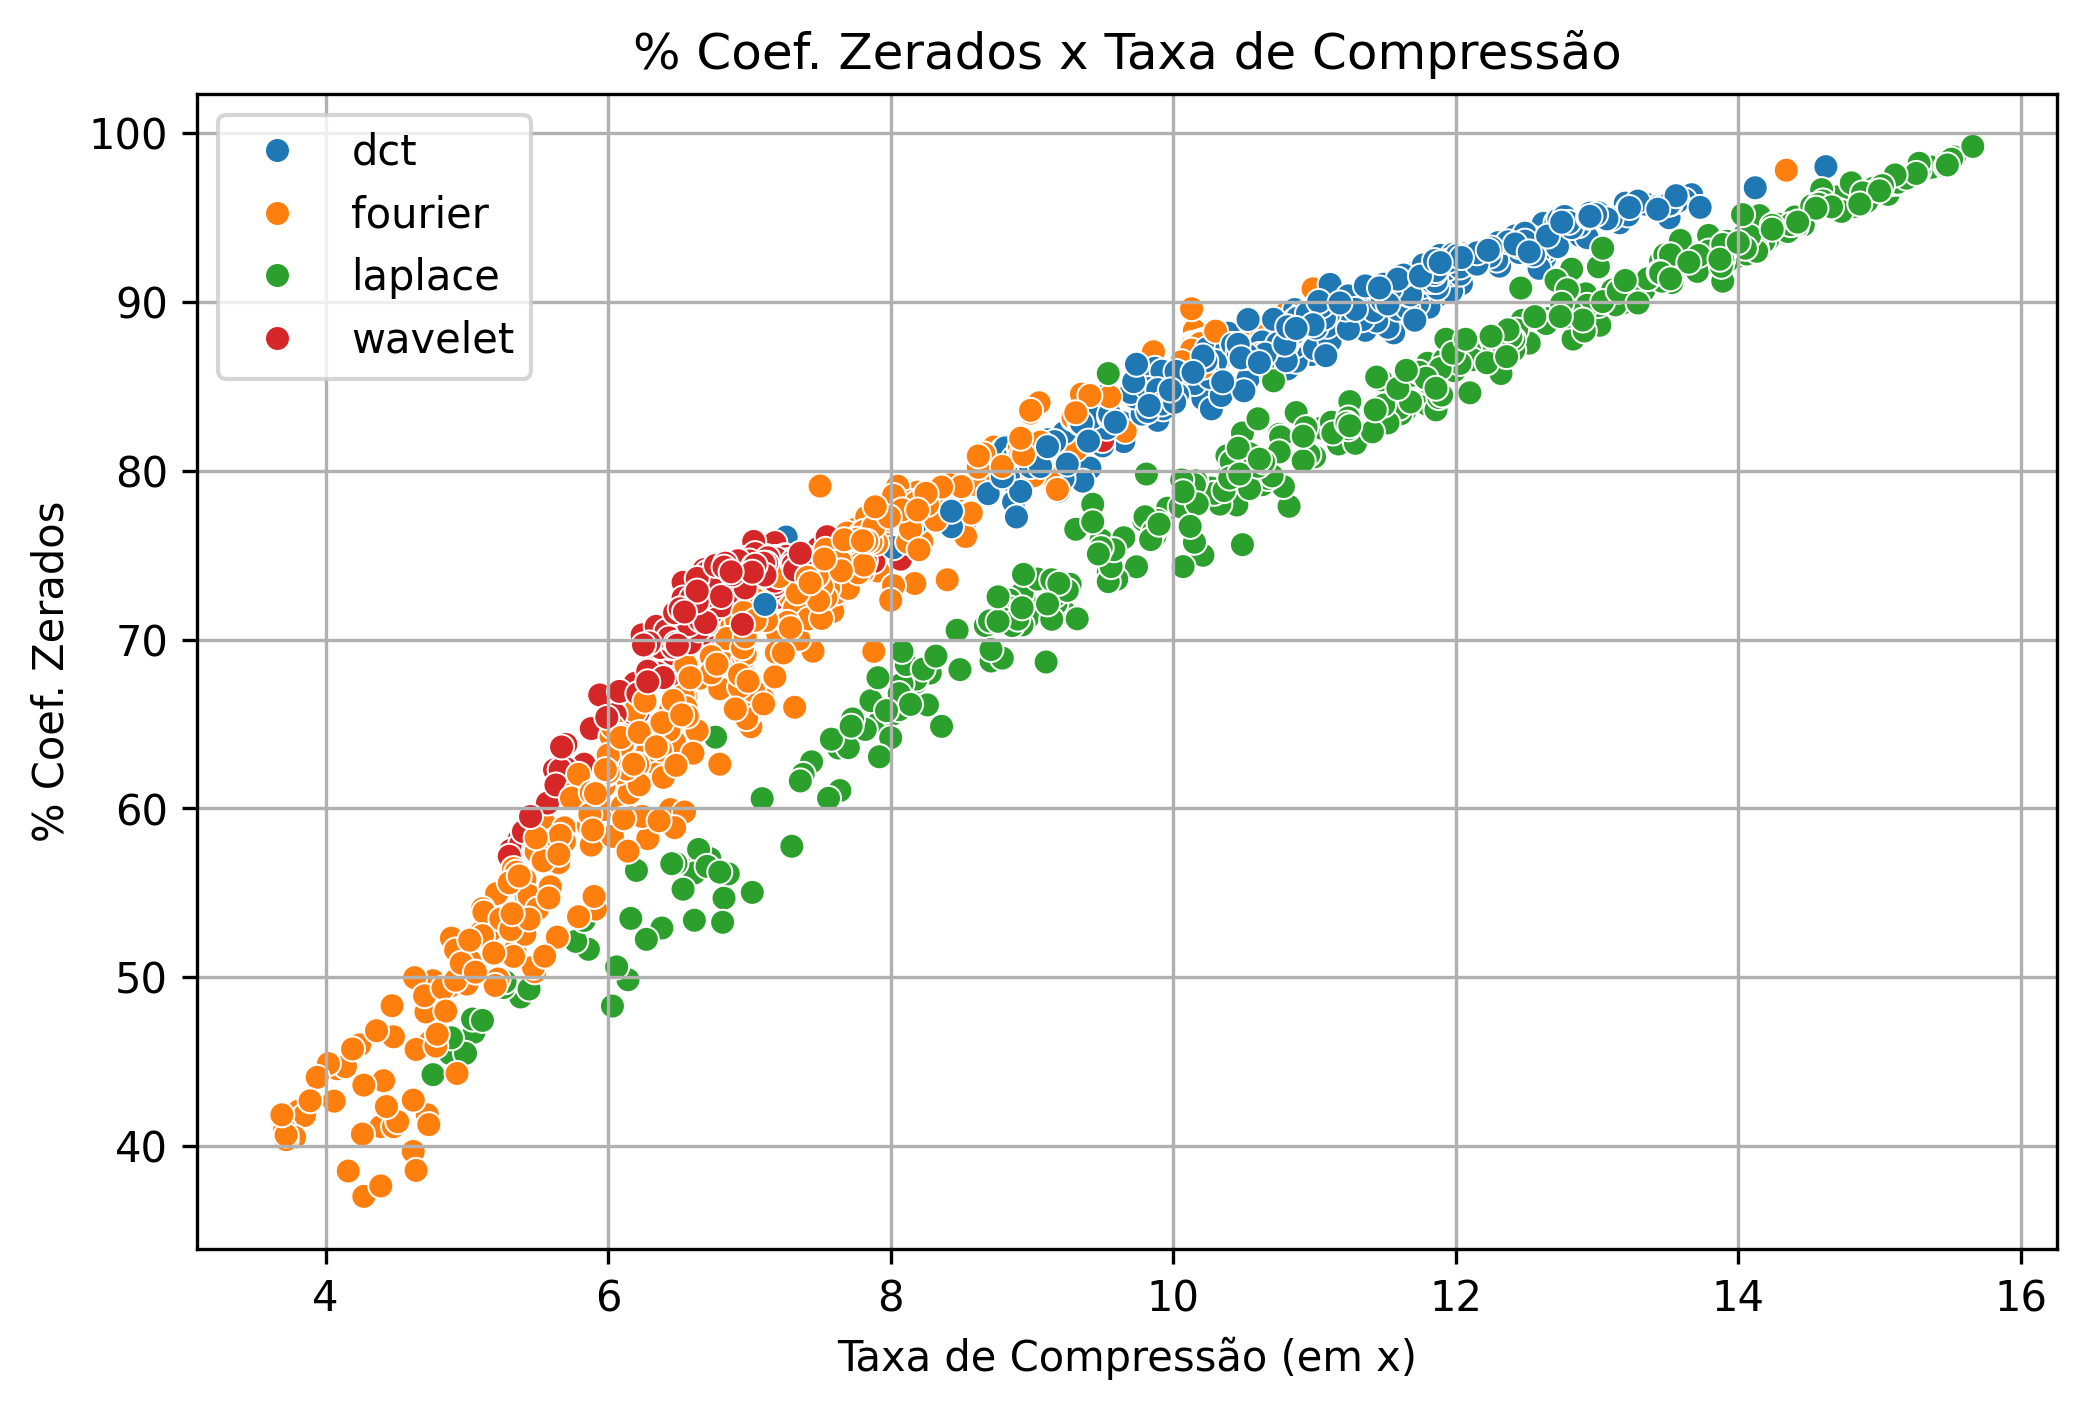 % Coef. Zerados x Taxa de Compressão
dct
fourier
laplace
wavelet
100
90
80
70
60
50
40
% Coef. Zerados
4 6 8 10 12 14 16
Taxa de Compressão (em x)